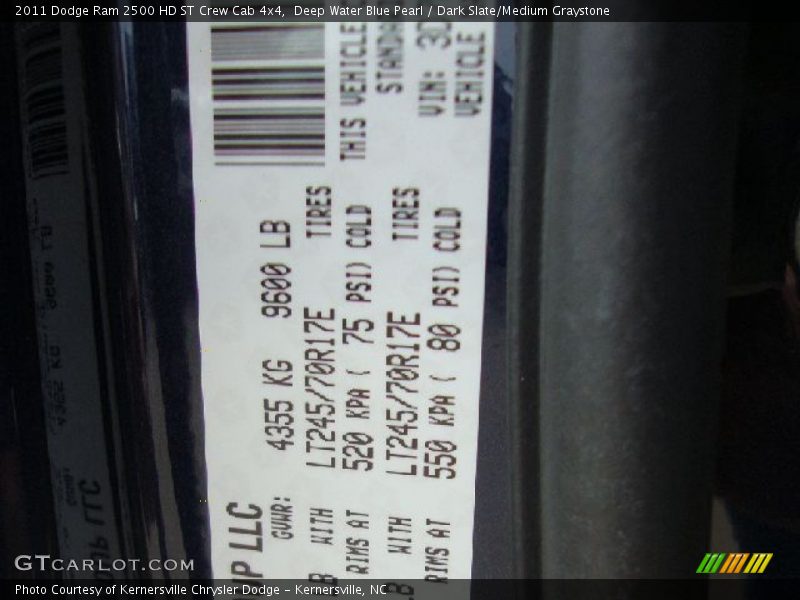 2011 Dodge Ram 2500 HD ST Crew Cab 4x4, Deep Water Blue Pearl / Dark Slate/Medium Graystone
UP LLC
GVWR: 4355 KG 9600 LB
WITH LT245/70R17E TIRES
RIMS AT 520 KPA ( 75 PSI) COLD
WITH LT245/70R17E TIRES
RIMS AT 550 KPA ( 80 PSI) COLD
THIS VEHICLE
VIN:
VEHICLE
GTCARLOT.COM
Photo Courtesy of Kernersville Chrysler Dodge - Kernersville, NC